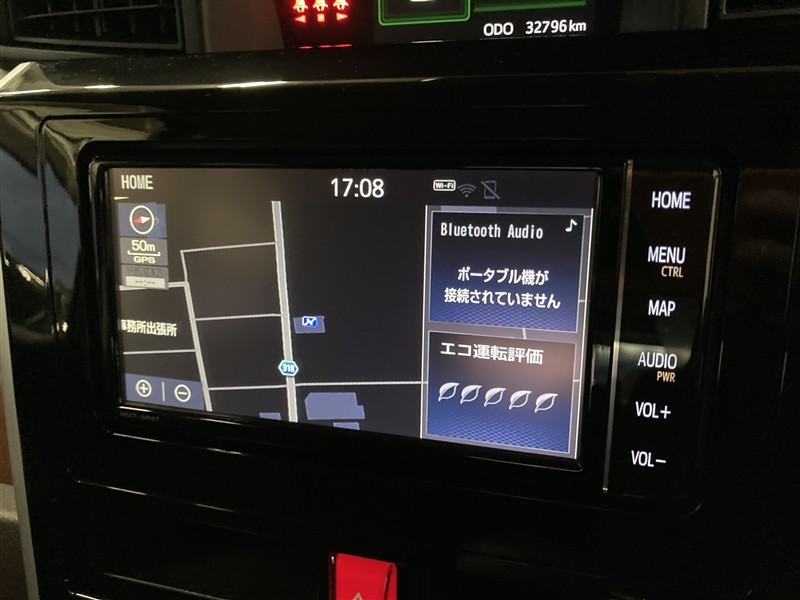 ODO 32796km
HOME
17:08
Wi-Fi
50m
GPS
Bluetooth Audio
ポータブル機が
接続されていません
事務所出張所
318
エコ運転評価
HOME
MENU
CTRL
MAP
AUDIO
PWR
VOL+
VOL-